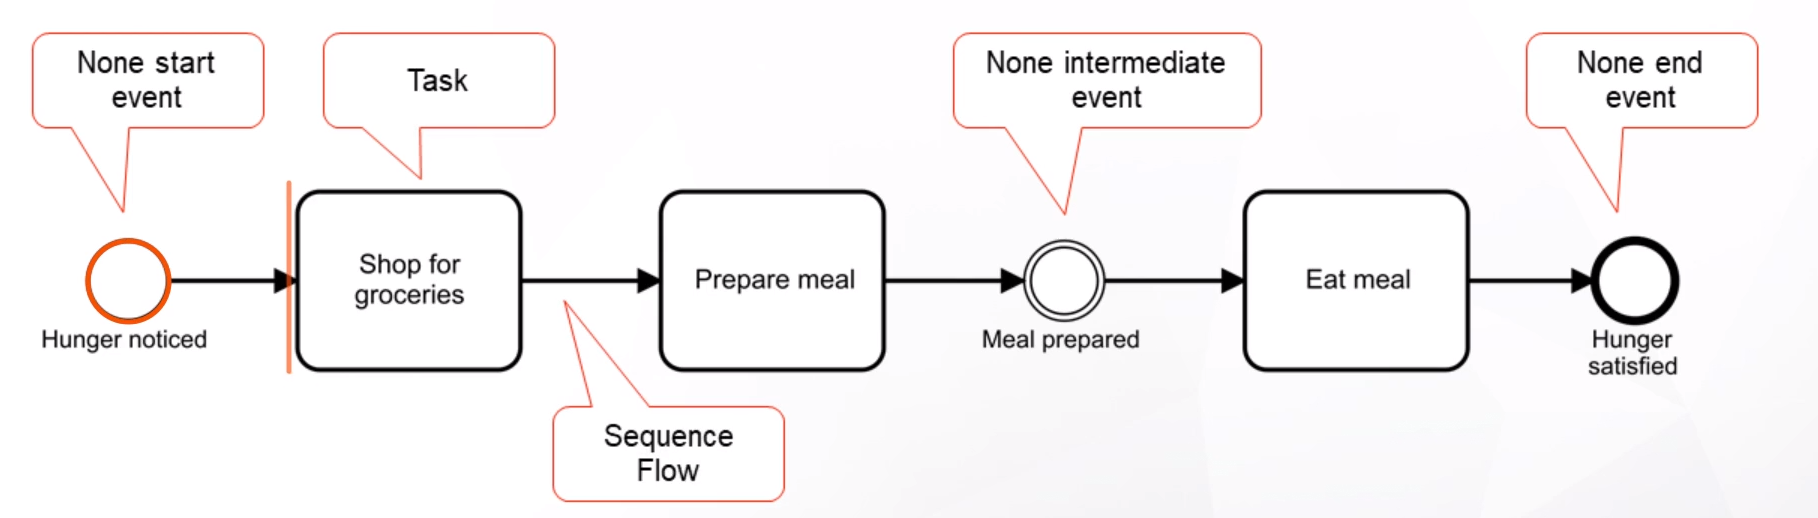 None start
event
Task
None intermediate
event
None end
event
Shop for
groceries
Prepare meal
Eat meal
Hunger noticed
Meal prepared
Hunger
satisfied
Sequence
Flow